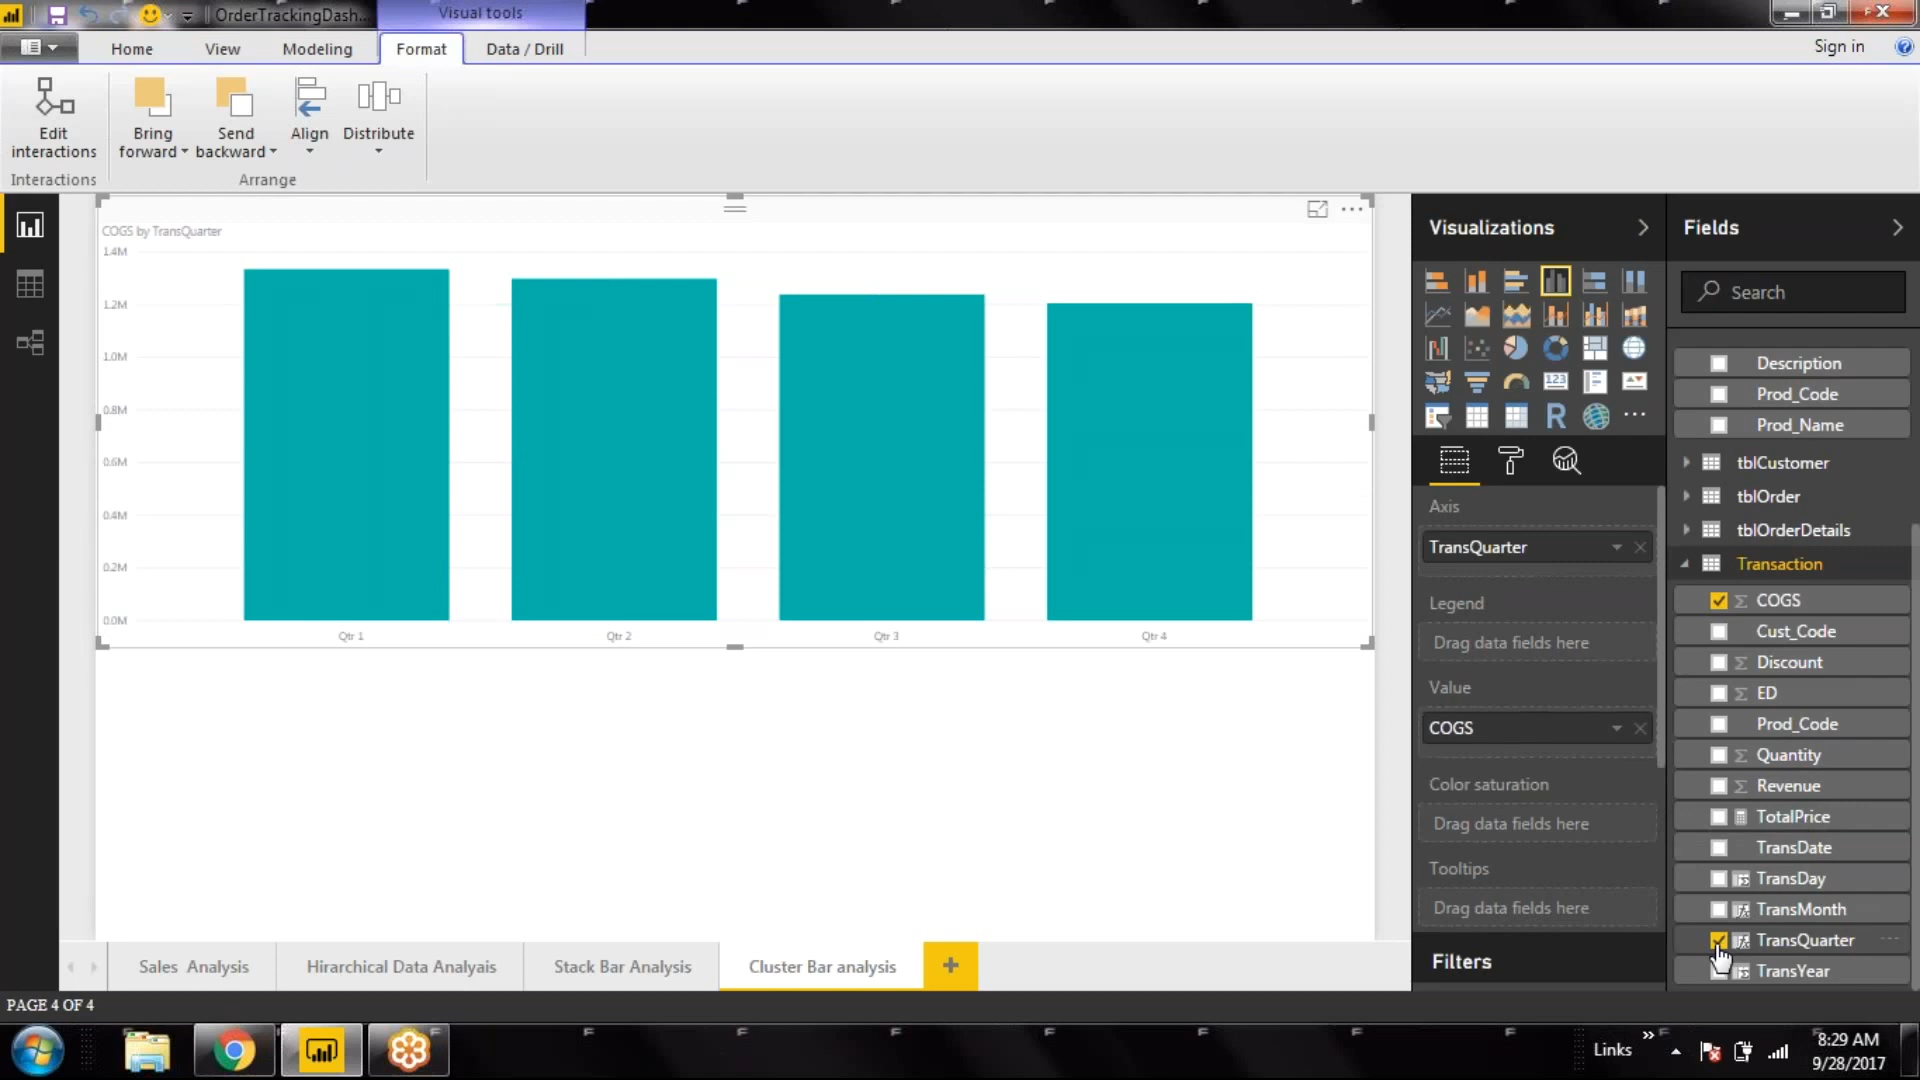 OrderTrackingDash...
Visual tools
Home
View
Modeling
Format
Data / Drill
Sign in
Edit interactions
Bring forward
Send backward
Align
Distribute
Interactions
Arrange
COGS by TransQuarter
1.4M
1.2M
1.0M
0.8M
0.6M
0.4M
0.2M
0.0M
Qtr 1
Qtr 2
Qtr 3
Qtr 4
Visualizations
123
R
Axis
TransQuarter
Legend
Drag data fields here
Value
COGS
Color saturation
Drag data fields here
Tooltips
Drag data fields here
Filters
Fields
Search
Description
Prod_Code
Prod_Name
tblCustomer
tblOrder
tblOrderDetails
Transaction
COGS
Cust_Code
Discount
ED
Prod_Code
Quantity
Revenue
TotalPrice
TransDate
TransDay
TransMonth
TransQuarter
TransYear
Sales Analysis
Hirarchical Data Analyais
Stack Bar Analysis
Cluster Bar analysis
PAGE 4 OF 4
Links
8:29 AM
9/28/2017